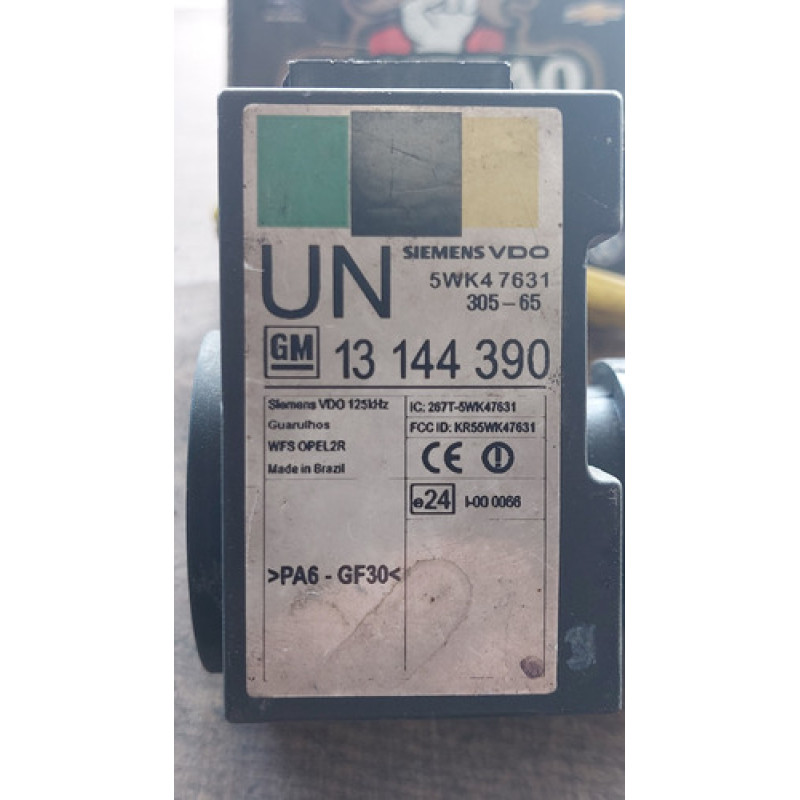 UN
SIEMENS VDO
5WK4 7631
305-65
GM 13 144 390
Siemens VDO 125kHz
Guarulhos
WFS OPEL2R
Made in Brazil
IC: 267T-5WK47631
FCC ID: KR55WK47631
CE
e24 I-00 0066
>PA6 - GF30<